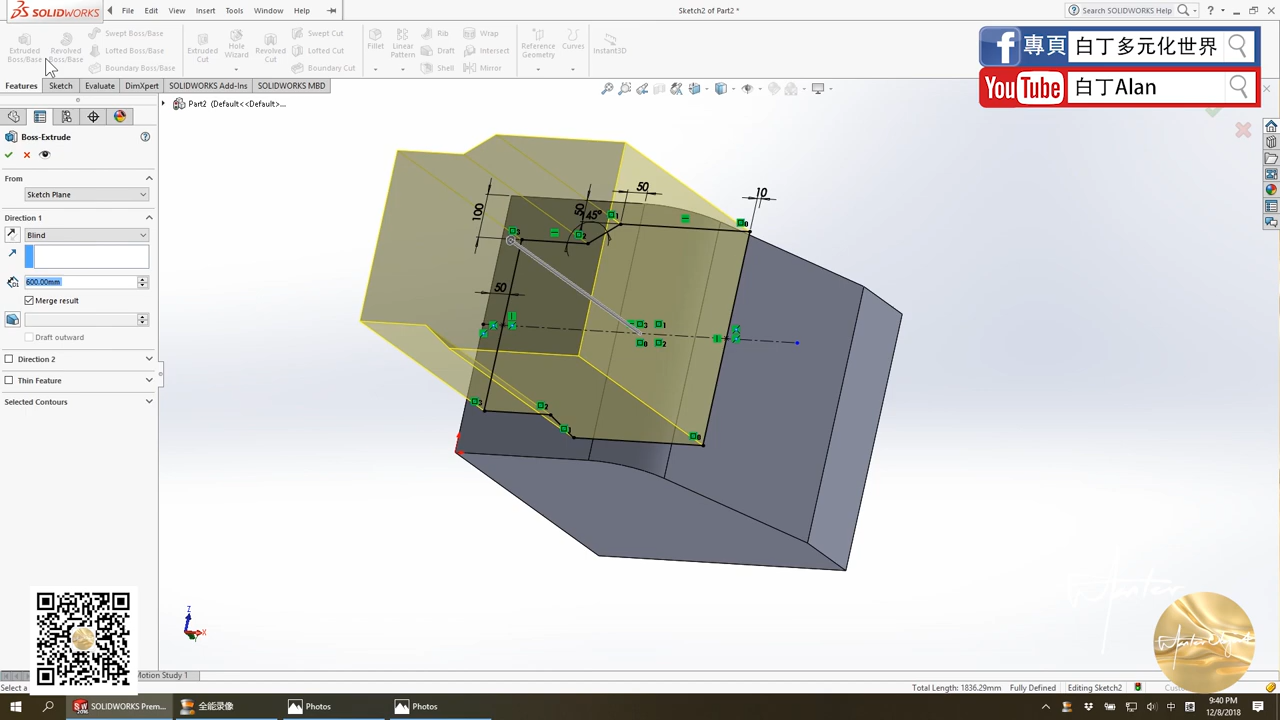 SOLIDWORKS
File Edit View Insert Tools Window Help
Sketch2 of Part2 *
Search SOLIDWORKS Help
Extruded Boss/Base
Revolved Boss/Base
Swept Boss/Base
Lofted Boss/Base
Boundary Boss/Base
Extruded Cut
Hole Wizard
Revolved Cut
Swept Cut
Lofted Cut
Boundary Cut
Fillet
Linear Pattern
Rib
Draft
Shell
Wrap
Intersect
Mirror
Reference Geometry
Curves
Instant3D
Features Sketch Evaluate DimXpert SOLIDWORKS Add-Ins SOLIDWORKS MBD
專頁 白丁多元化世界
YouTube 白丁Alan
Part2 (Default<<Default>...
Boss-Extrude
From
Sketch Plane
Direction 1
Blind
600.00mm
Merge result
Draft outward
Direction 2
Thin Feature
Selected Contours
50
10
100
50
45°
50
Z
X
Motion Study 1
Select a
Total Length: 1836.29mm Fully Defined Editing Sketch2
SOLIDWORKS Prem...
全能录像
Photos
Photos
中
9:40 PM
12/8/2018